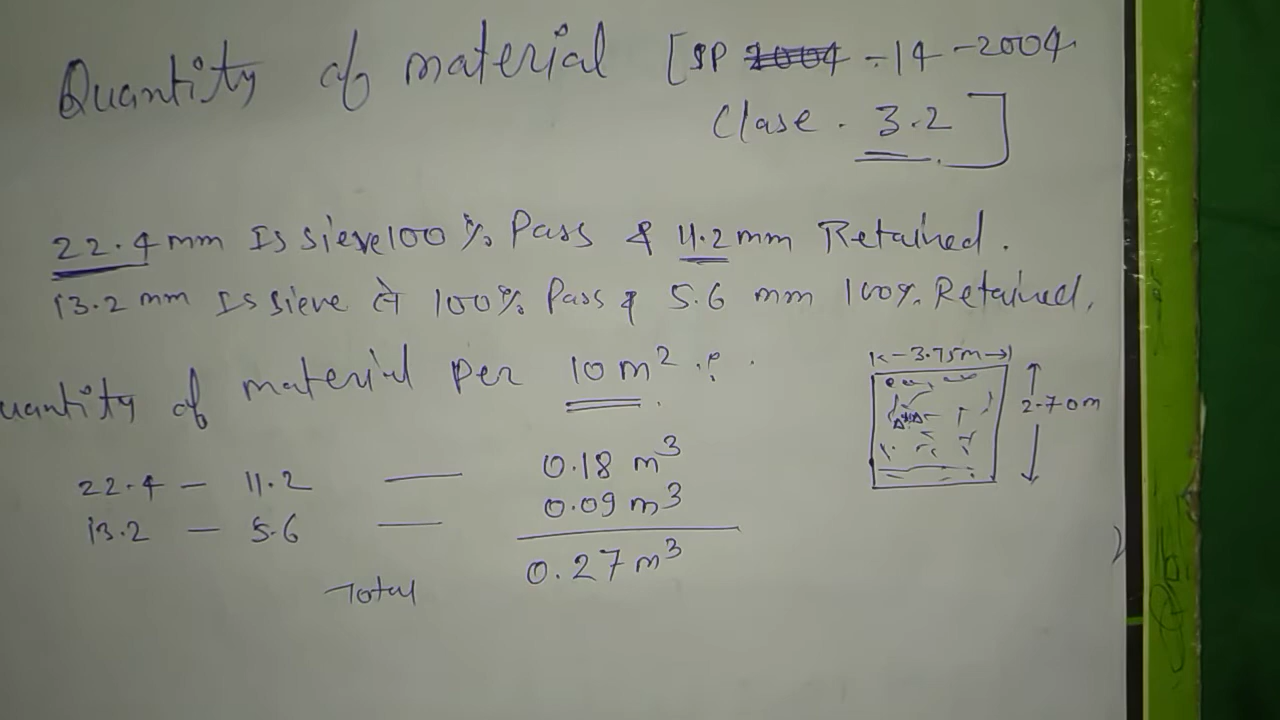 Quantity of material [SP 2004 - 14 - 2004
Clase. 3.2 ]
22.4 mm Is sieve 100 % Pass & 11.2 mm Retained.
13.2 mm Is sieve से 100% Pass & 5.6 mm 100% Retained.
uantity of material per 10 m² ?
|<- 3.75m ->|
2.70m
22.4 - 11.2 — 0.18 m³
13.2 - 5.6 — 0.09 m³
Total 0.27 m³